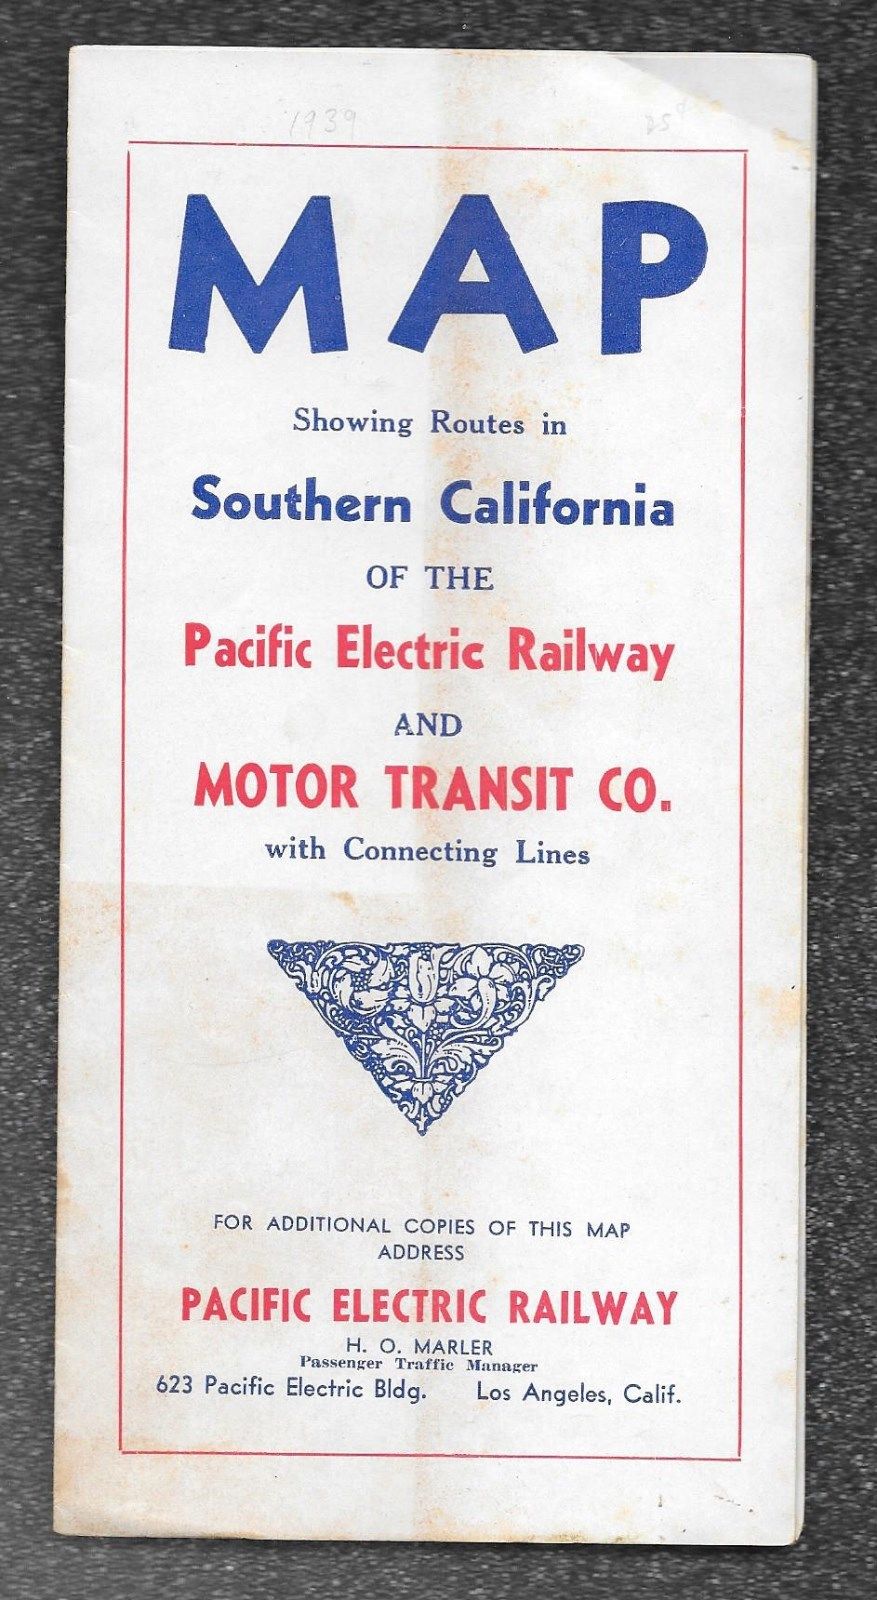 1939 25¢
MAP
Showing Routes in
Southern California
OF THE
Pacific Electric Railway
AND
MOTOR TRANSIT CO.
with Connecting Lines
FOR ADDITIONAL COPIES OF THIS MAP
ADDRESS
PACIFIC ELECTRIC RAILWAY
H. O. MARLER
Passenger Traffic Manager
623 Pacific Electric Bldg. Los Angeles, Calif.